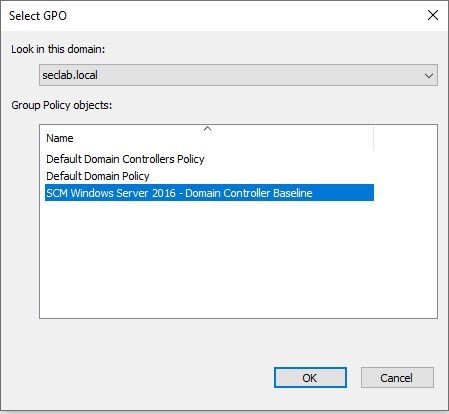 Select GPO
Look in this domain:
seclab.local
Group Policy objects:
Name
Default Domain Controllers Policy
Default Domain Policy
SCM Windows Server 2016 - Domain Controller Baseline
OK
Cancel